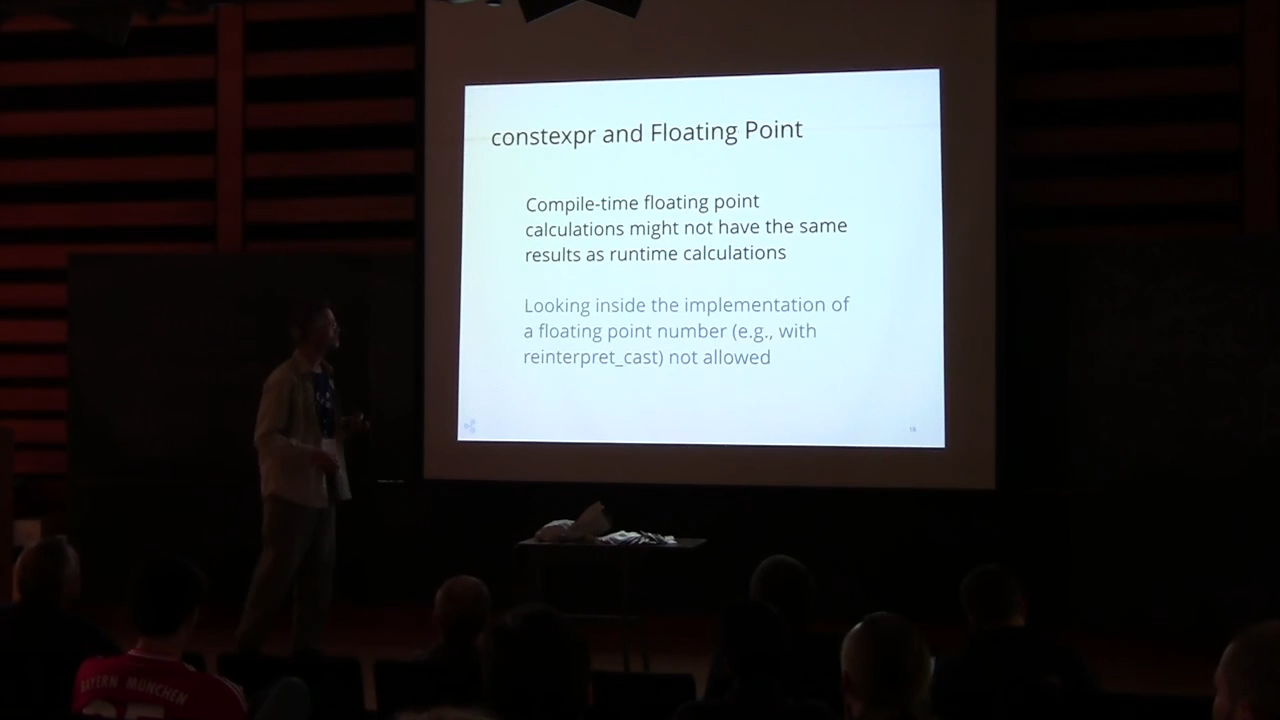 constexpr and Floating Point
Compile-time floating point
calculations might not have the same
results as runtime calculations
Looking inside the implementation of
a floating point number (e.g., with
reinterpret_cast) not allowed
BAYERN MÜNCHEN